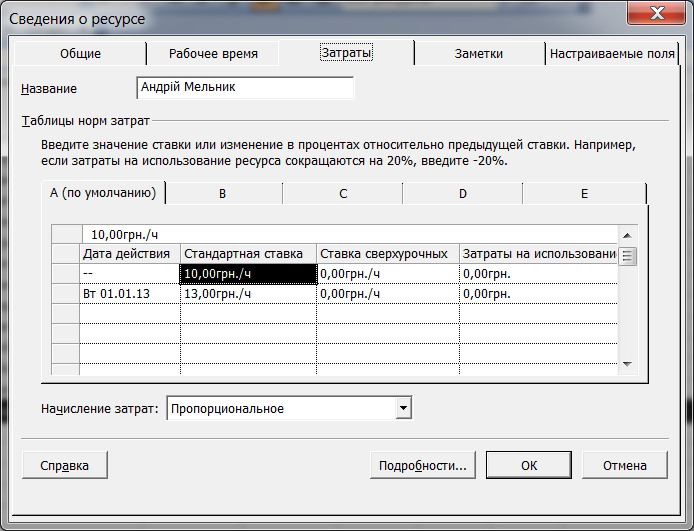 Сведения о ресурсе
Общие
Рабочее время
Затраты
Заметки
Настраиваемые поля
Название
Андрій Мельник
Таблицы норм затрат
Введите значение ставки или изменение в процентах относительно предыдущей ставки. Например,
если затраты на использование ресурса сокращаются на 20%, введите -20%.
A (по умолчанию)
B
C
D
E
10,00грн./ч
Дата действия Стандартная ставка Ставка сверхурочных Затраты на использование
-- 10,00грн./ч 0,00грн./ч 0,00грн.
Вт 01.01.13 13,00грн./ч 0,00грн./ч 0,00грн.
Начисление затрат: Пропорциональное
Справка
Подробности...
ОК
Отмена